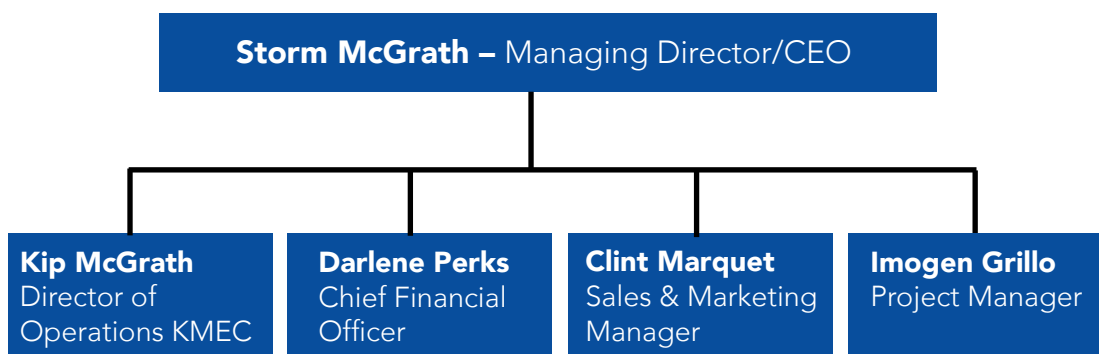 Storm McGrath – Managing Director/CEO
Kip McGrath
Director of
Operations KMEC
Darlene Perks
Chief Financial
Officer
Clint Marquet
Sales & Marketing
Manager
Imogen Grillo
Project Manager